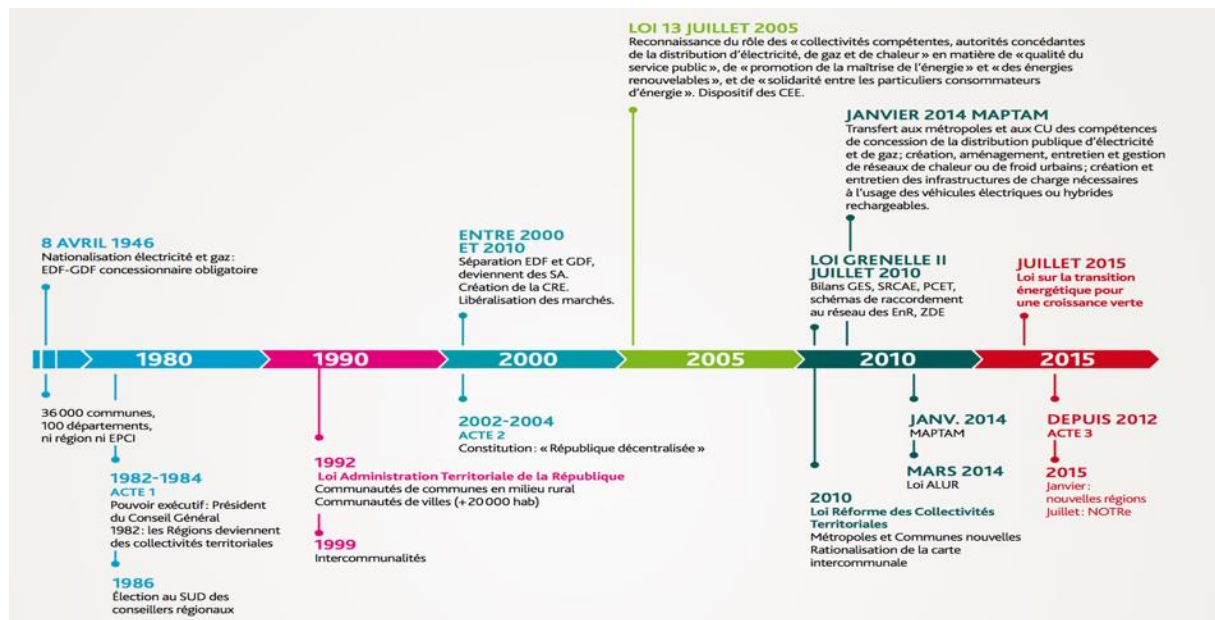 LOI 13 JUILLET 2005
Reconnaissance du rôle des « collectivités compétentes, autorités concédantes
de la distribution d'électricité, de gaz et de chaleur » en matière de « qualité du
service public », de « promotion de la maîtrise de l'énergie » et « des énergies
renouvelables », et de « solidarité entre les particuliers consommateurs
d'énergie ». Dispositif des CEE.
JANVIER 2014 MAPTAM
Transfert aux métropoles et aux CU des compétences
de concession de la distribution publique d'électricité
et de gaz ; création, aménagement, entretien et gestion
de réseaux de chaleur ou de froid urbains ; création et
entretien des infrastructures de charge nécessaires
à l'usage des véhicules électriques ou hybrides
rechargeables.
8 AVRIL 1946
Nationalisation électricité et gaz :
EDF-GDF concessionnaire obligatoire
ENTRE 2000
ET 2010
Séparation EDF et GDF,
deviennent des SA.
Création de la CRE.
Libéralisation des marchés.
LOI GRENELLE II
JUILLET 2010
Bilans GES, SRCAE, PCET,
schémas de raccordement
au réseau des EnR, ZDE
JUILLET 2015
Loi sur la transition
énergétique pour
une croissance verte
1980
1990
2000
2005
2010
2015
36 000 communes,
100 départements,
ni région ni EPCI
1982-1984
ACTE 1
Pouvoir exécutif : Président
du Conseil Général
1982 : les Régions deviennent
des collectivités territoriales
1986
Élection au SUD des
conseillers régionaux
1992
Loi Administration Territoriale de la République
Communautés de communes en milieu rural
Communautés de villes (+ 20 000 hab)
1999
Intercommunalités
2002-2004
ACTE 2
Constitution : « République décentralisée »
2010
Loi Réforme des Collectivités
Territoriales
Métropoles et Communes nouvelles
Rationalisation de la carte
intercommunale
JANV. 2014
MAPTAM
MARS 2014
Loi ALUR
DEPUIS 2012
ACTE 3
2015
Janvier :
nouvelles régions
Juillet : NOTRe